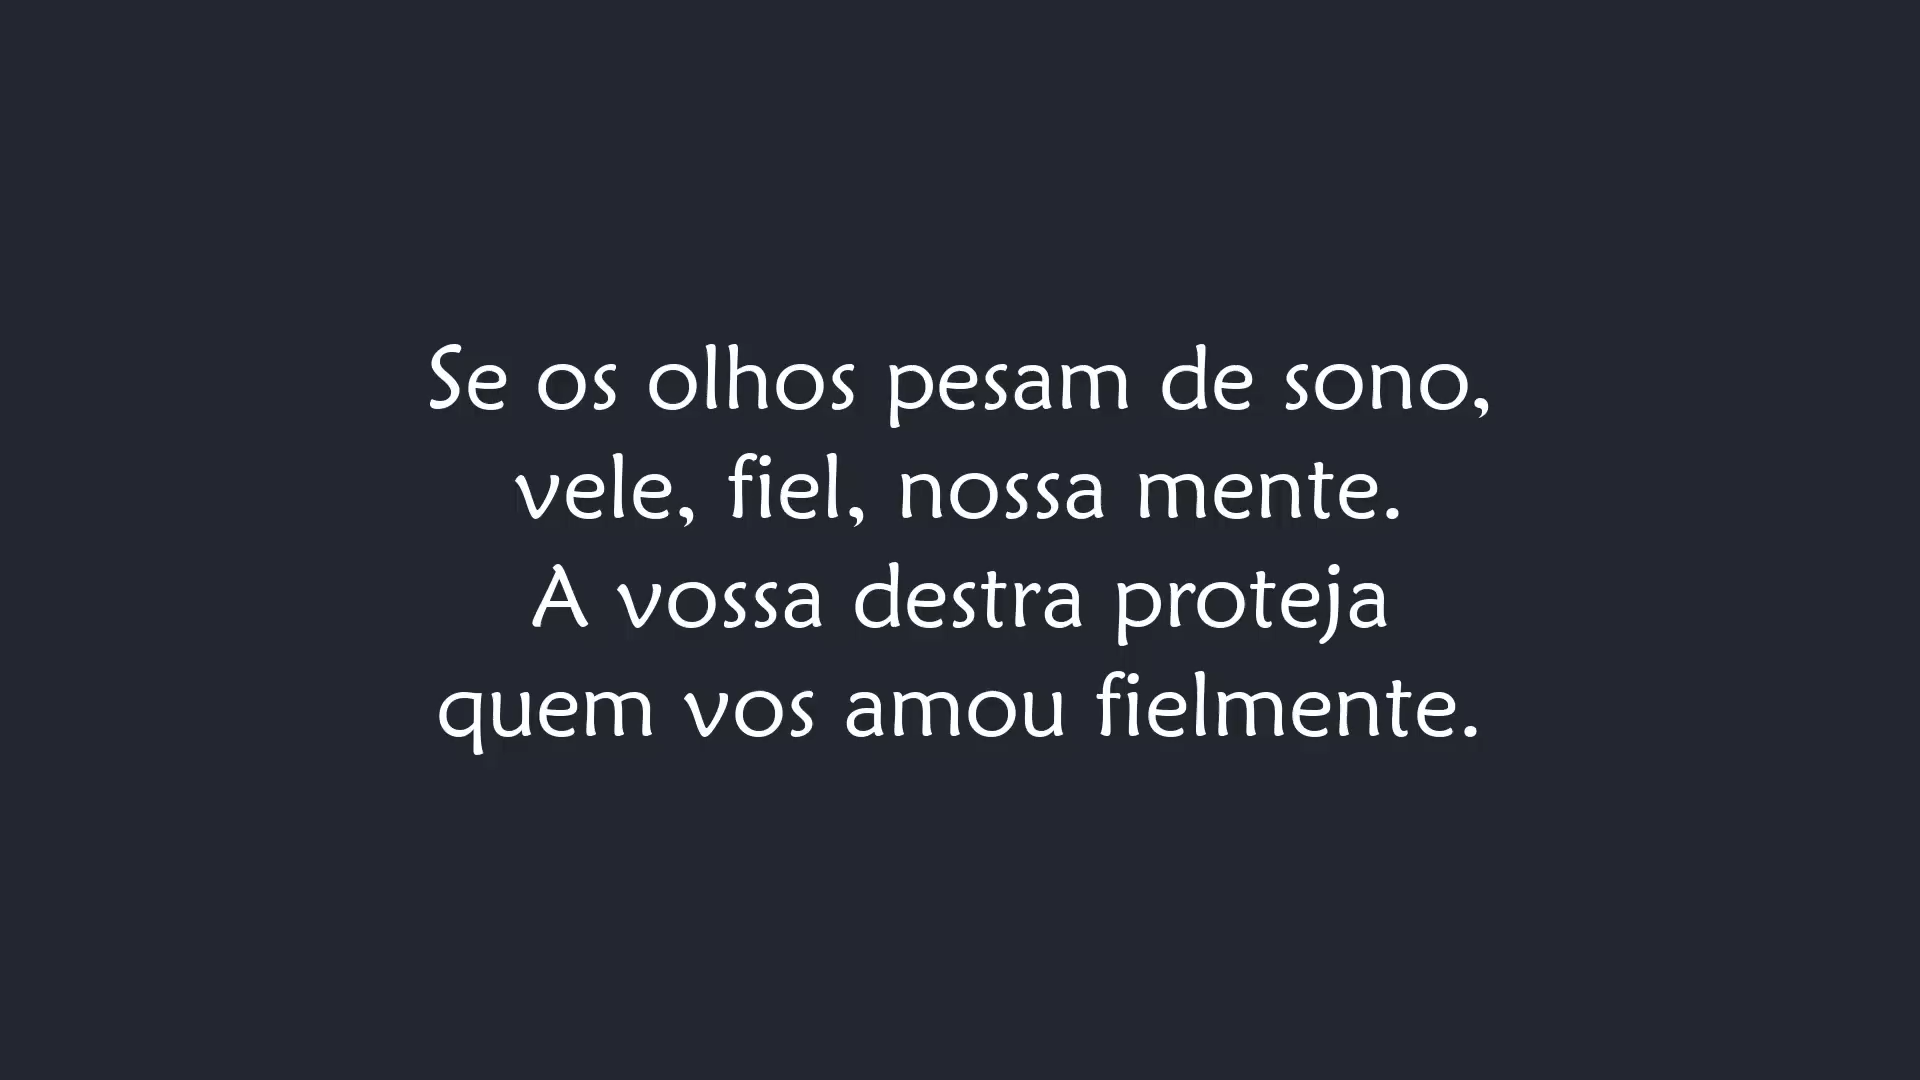 Se os olhos pesam de sono,
vele, fiel, nossa mente.
A vossa destra proteja
quem vos amou fielmente.